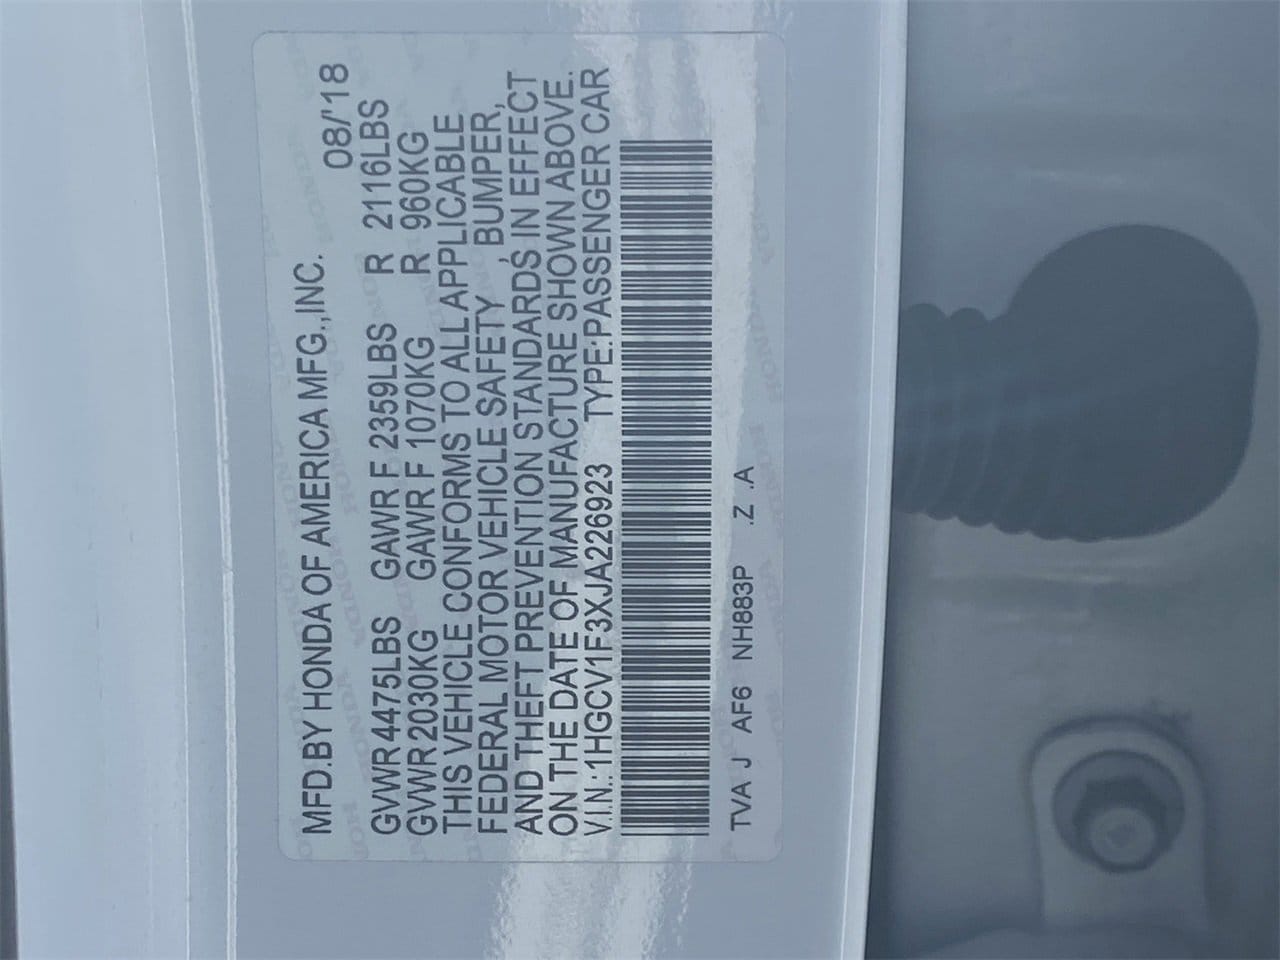 MFD.BY HONDA OF AMERICA MFG.,INC. 08/'18
GVWR 4475LBS GAWR F 2359LBS R 2116LBS
GVWR 2030KG GAWR F 1070KG R 960KG
THIS VEHICLE CONFORMS TO ALL APPLICABLE
FEDERAL MOTOR VEHICLE SAFETY, BUMPER,
AND THEFT PREVENTION STANDARDS IN EFFECT
ON THE DATE OF MANUFACTURE SHOWN ABOVE.
V.I.N.:1HGCV1F3XJA226923 TYPE:PASSENGER CAR
TVA J AF6 NH883P .Z .A